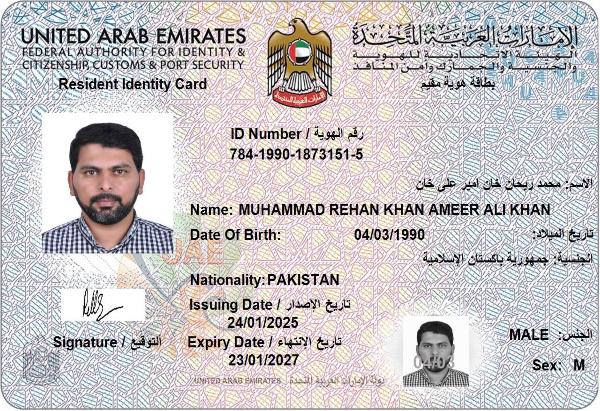 UNITED ARAB EMIRATES
FEDERAL AUTHORITY FOR IDENTITY &
CITIZENSHIP, CUSTOMS & PORT SECURITY
Resident Identity Card
الإمارات العربية المتحدة
الهيئة الاتحادية للهوية
والجنسية والجمارك وأمن المنافذ
بطاقة هوية مقيم
ID Number / رقم الهوية
784-1990-1873151-5
الاسم: محمد ريحان خان امير على خان
Name: MUHAMMAD REHAN KHAN AMEER ALI KHAN
Date Of Birth: 04/03/1990 تاريخ الميلاد:
الجنسية: جمهورية باكستان الإسلامية
Nationality: PAKISTAN
UAE
Issuing Date / تاريخ الاصدار
24/01/2025
Expiry Date / تاريخ الإنتهاء
23/01/2027
Signature / التوقيع
MALE الجنس:
Sex: M
UNITED ARAB EMIRATES دولة الإمارات العربية المتحدة